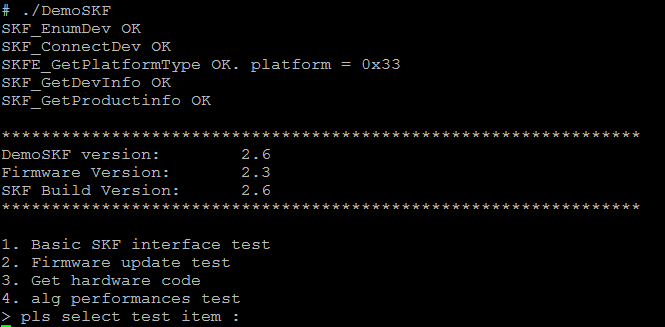 # ./DemoSKF
SKF_EnumDev OK
SKF_ConnectDev OK
SKFE_GetPlatformType OK. platform = 0x33
SKF_GetDevInfo OK
SKF_GetProductinfo OK
****************************************************************
DemoSKF version:        2.6
Firmware Version:       2.3
SKF Build Version:      2.6
****************************************************************
1. Basic SKF interface test
2. Firmware update test
3. Get hardware code
4. alg performances test
> pls select test item :